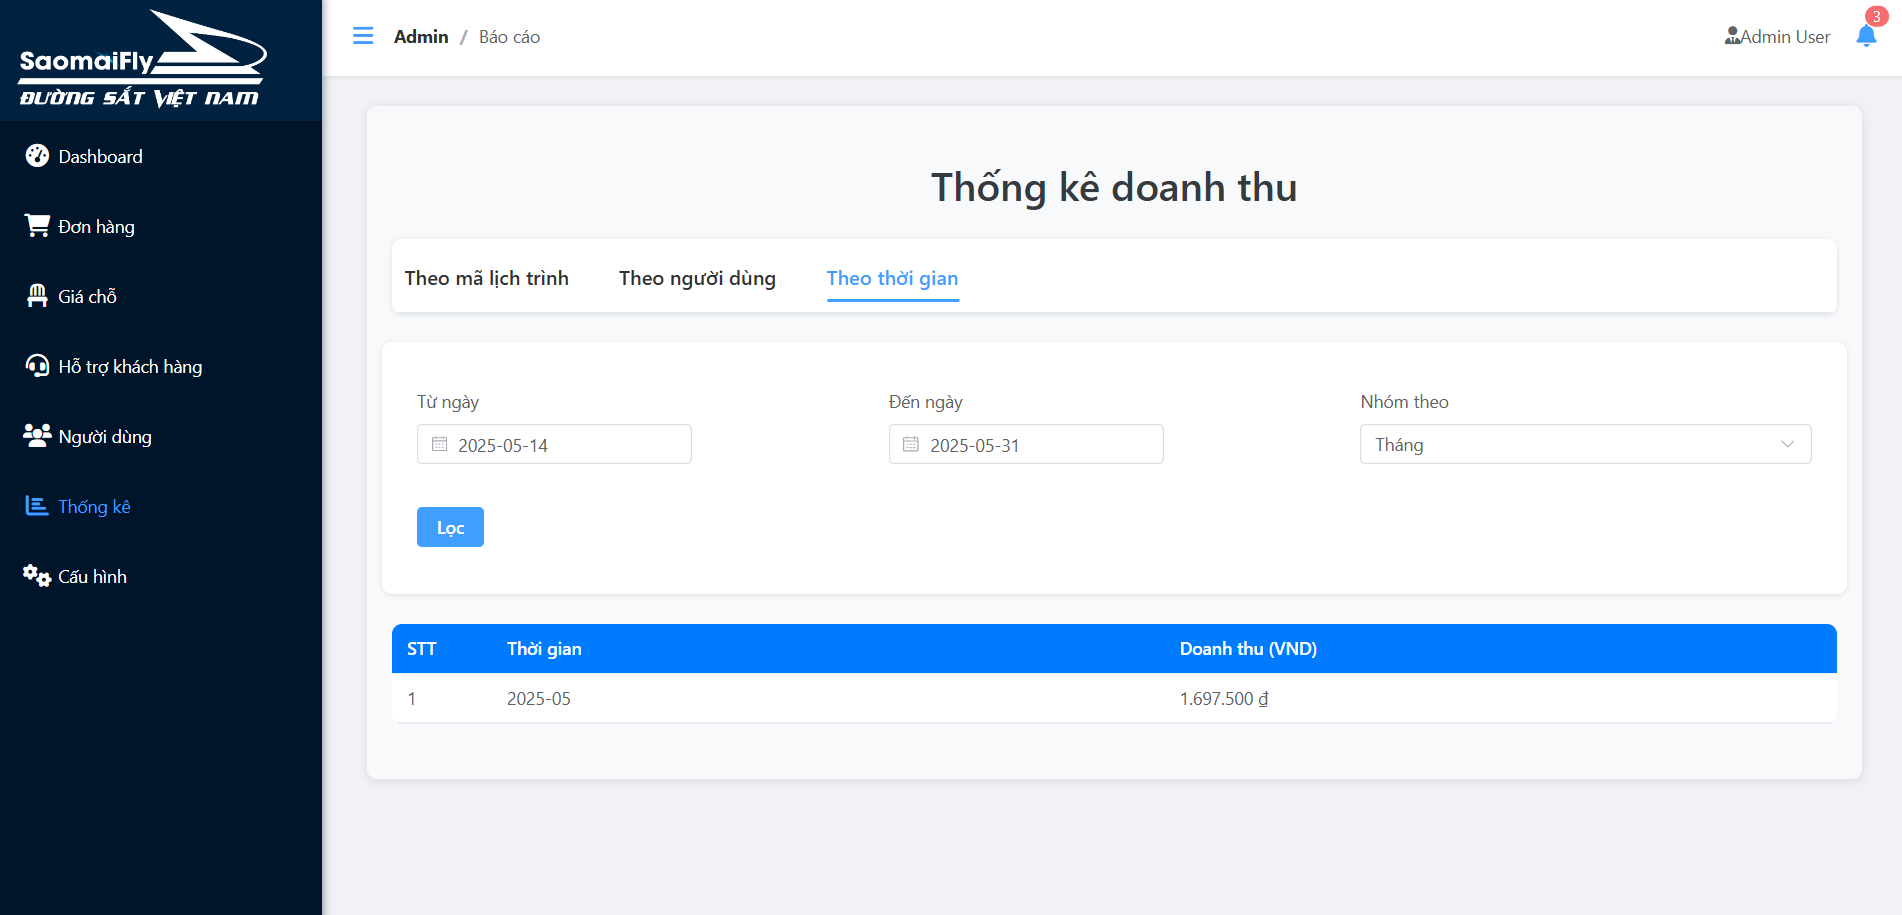 SaomaiFly
ĐƯỜNG SẮT VIỆT NAM
Dashboard
Đơn hàng
Giá chỗ
Hỗ trợ khách hàng
Người dùng
Thống kê
Cấu hình
Admin / Báo cáo
Admin User
3
Thống kê doanh thu
Theo mã lịch trình
Theo người dùng
Theo thời gian
Từ ngày
Đến ngày
Nhóm theo
2025-05-14
2025-05-31
Tháng
Lọc
STT Thời gian Doanh thu (VND)
1 2025-05 1.697.500 ₫